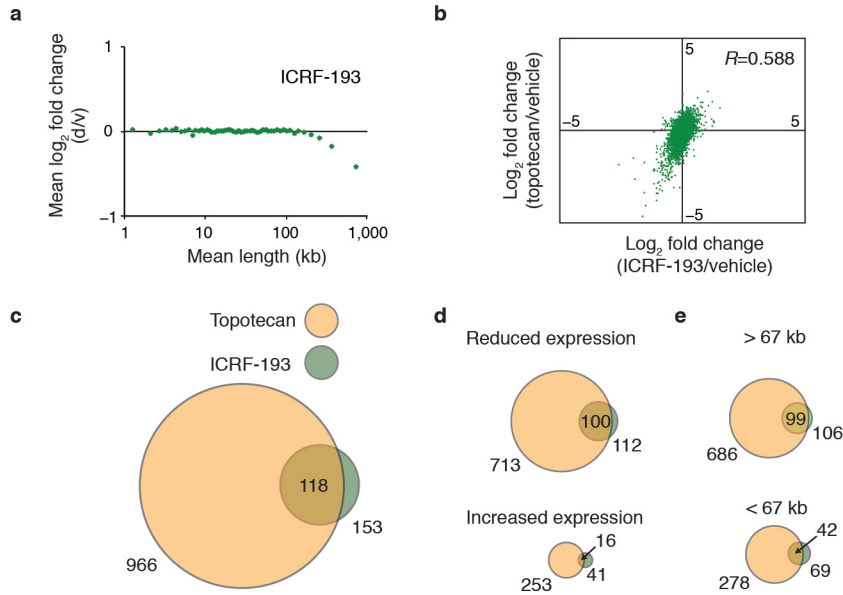 a
1
ICRF-193
Mean log2 fold change
(d/v)
0
−1
1
10
100
1,000
Mean length (kb)
b
5
R=0.588
Log2 fold change
(topotecan/vehicle)
−5
5
−5
Log2 fold change
(ICRF-193/vehicle)
c
Topotecan
ICRF-193
118
153
966
d
Reduced expression
100
112
713
Increased expression
16
253
41
e
> 67 kb
99
106
686
< 67 kb
42
278
69